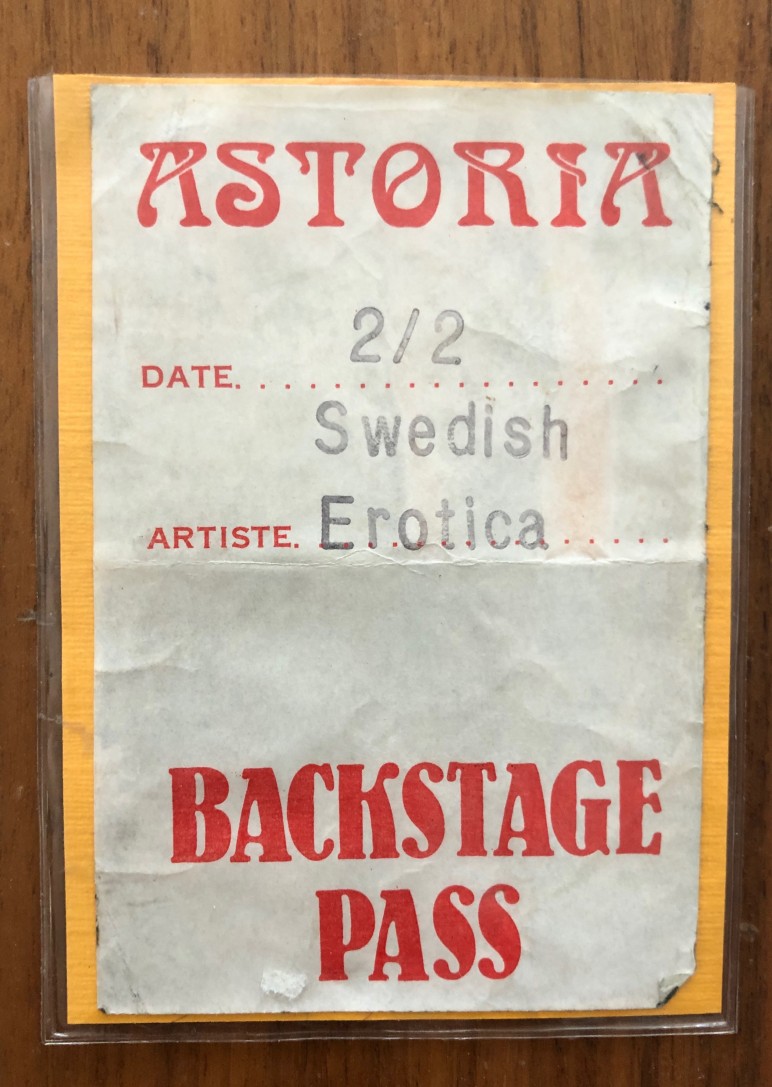 ASTORIA
2/2
DATE. . . . . . . . . . . . . . . . . . . .
Swedish
ARTISTE. Erotica . . . . . .
BACKSTAGE
PASS